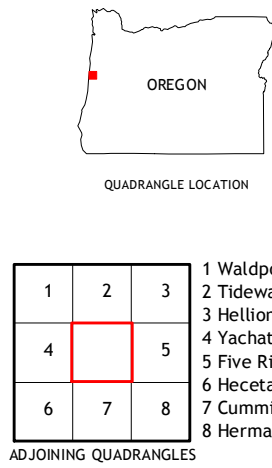 OREGON
QUADRANGLE LOCATION
1 2 3
4 5
6 7 8
1 Waldpo
2 Tidewa
3 Hellion
4 Yachat
5 Five Ri
6 Heceta
7 Cummi
8 Herma
ADJOINING QUADRANGLES